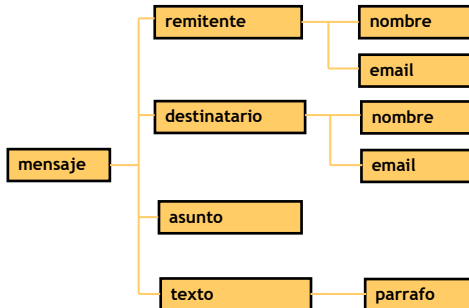 remitente
nombre
email
destinatario
nombre
email
mensaje
asunto
texto
parrafo